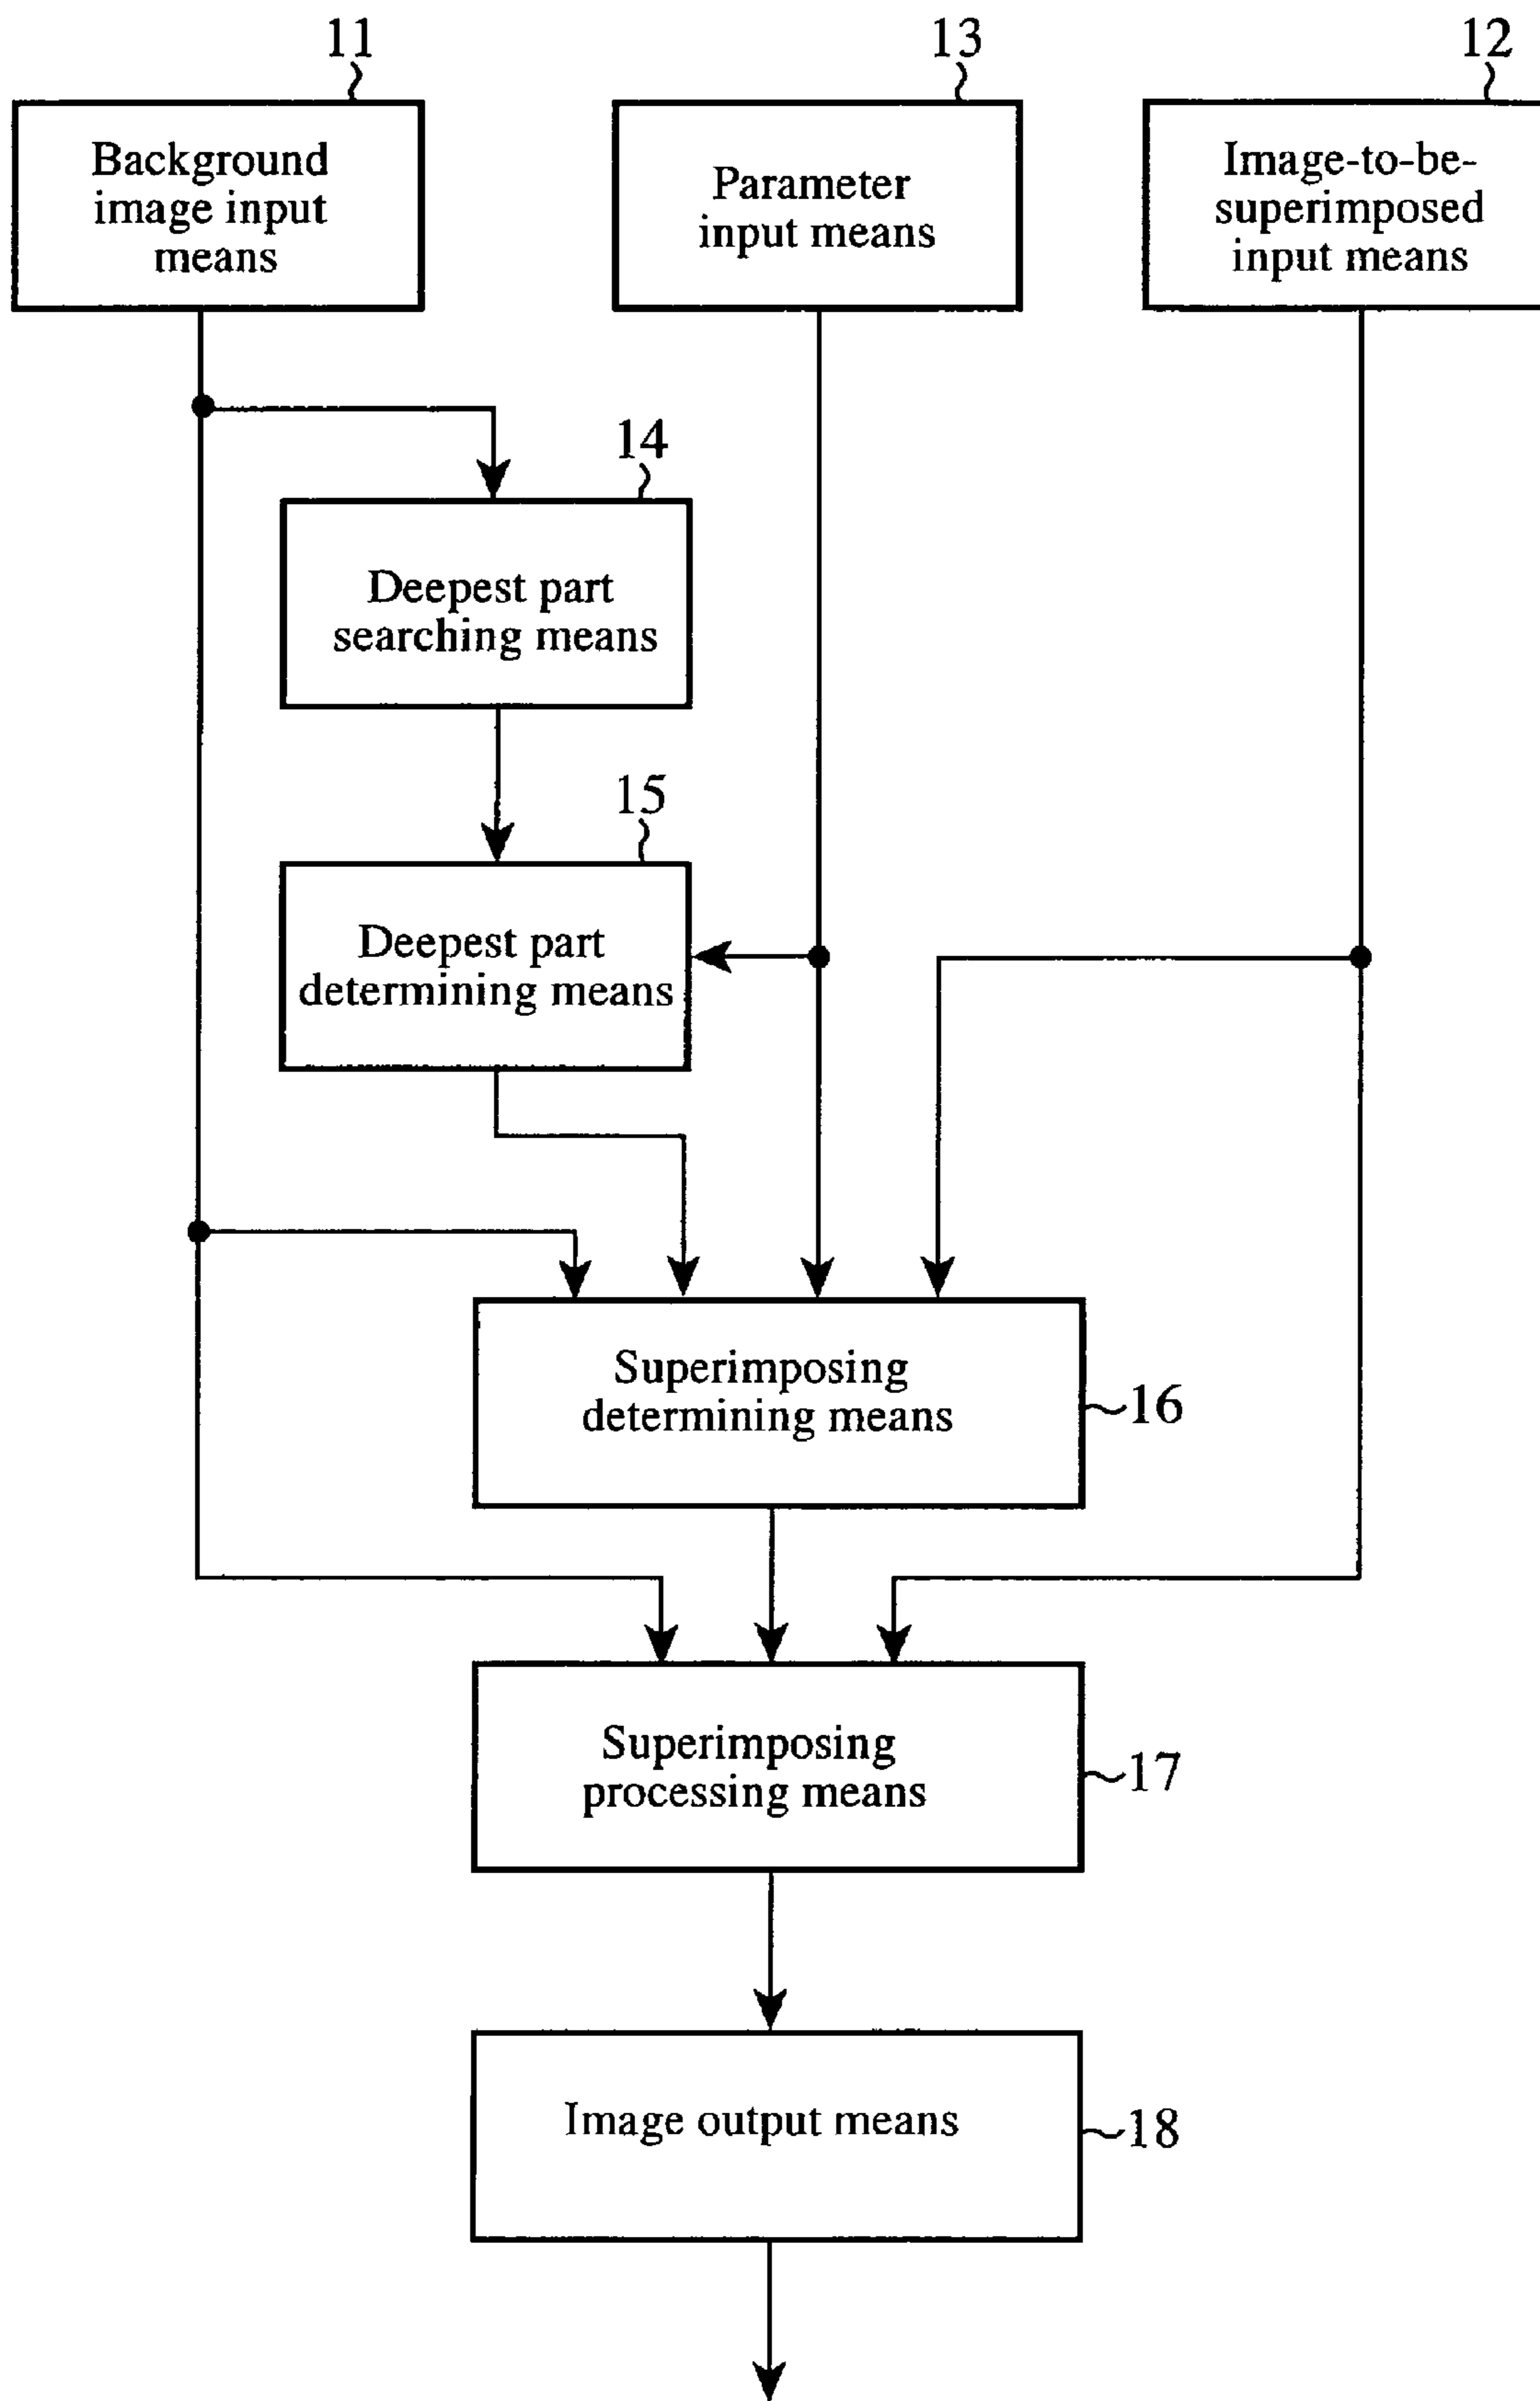 11
13
12
Background
image input
means
Parameter
input means
Image-to-be-
superimposed
input means
14
Deepest part
searching means
15
Deepest part
determining means
Superimposing
determining means
16
Superimposing
processing means
17
Image output means
18